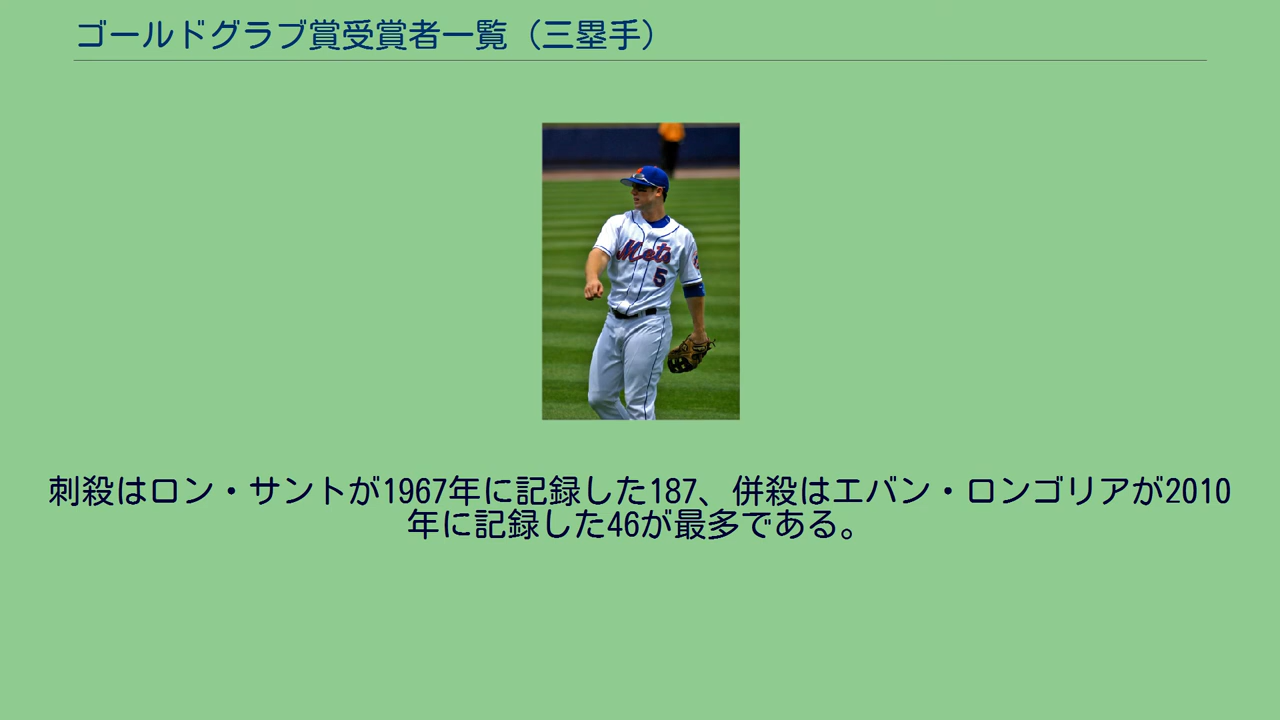 ゴールドグラブ賞受賞者一覧（三塁手）
Mets
5
刺殺はロン・サントが1967年に記録した187、併殺はエバン・ロンゴリアが2010
年に記録した46が最多である。